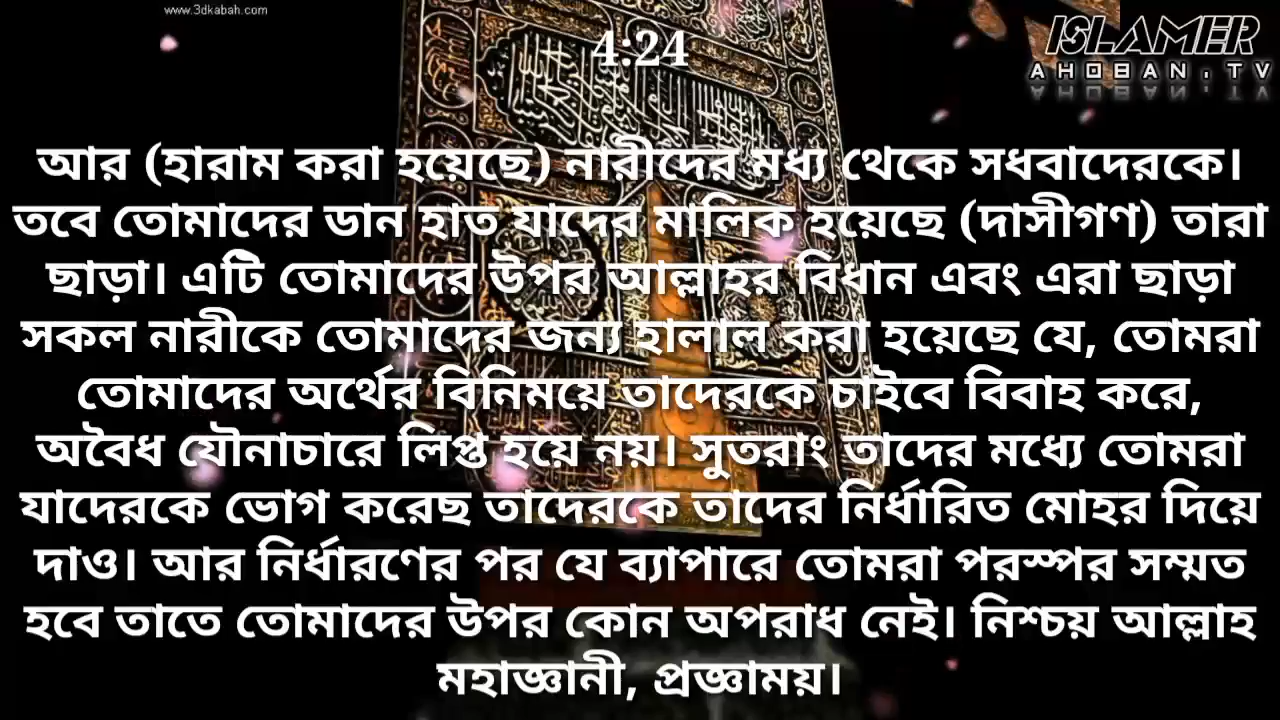 www.3dkabah.com
ISLAMER
AHOBAN.TV
4:24
আর (হারাম করা হয়েছে) নারীদের মধ্য থেকে সধবাদেরকে।
তবে তোমাদের ডান হাত যাদের মালিক হয়েছে (দাসীগণ) তারা
ছাড়া। এটি তোমাদের উপর আল্লাহর বিধান এবং এরা ছাড়া
সকল নারীকে তোমাদের জন্য হালাল করা হয়েছে যে, তোমরা
তোমাদের অর্থের বিনিময়ে তাদেরকে চাইবে বিবাহ করে,
অবৈধ যৌনাচারে লিপ্ত হয়ে নয়। সুতরাং তাদের মধ্যে তোমরা
যাদেরকে ভোগ করেছ তাদেরকে তাদের নির্ধারিত মোহর দিয়ে
দাও। আর নির্ধারণের পর যে ব্যাপারে তোমরা পরস্পর সম্মত
হবে তাতে তোমাদের উপর কোন অপরাধ নেই। নিশ্চয় আল্লাহ
মহাজ্ঞানী, প্রজ্ঞাময়।